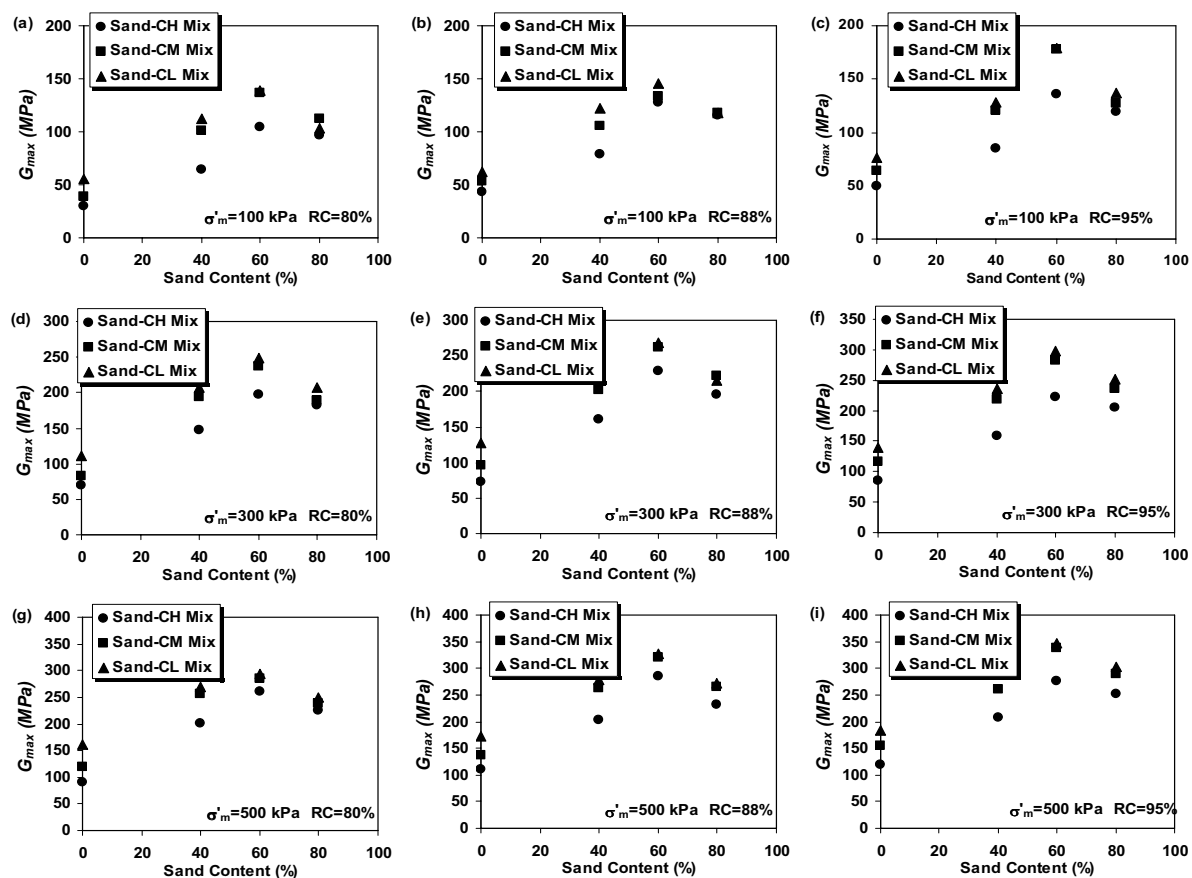 (a)
Sand-CH Mix
Sand-CM Mix
Sand-CL Mix
200
150
100
50
0
G_max (MPa)
σ'm=100 kPa RC=80%
0 20 40 60 80 100
Sand Content (%)
(b)
Sand-CH Mix
Sand-CM Mix
Sand-CL Mix
200
150
100
50
0
G_max (MPa)
σ'm=100 kPa RC=88%
0 20 40 60 80 100
Sand Content (%)
(c)
Sand-CH Mix
Sand-CM Mix
Sand-CL Mix
200
150
100
50
0
G_max (MPa)
σ'm=100 kPa RC=95%
0 20 40 60 80 100
Sand Content (%)
(d)
Sand-CH Mix
Sand-CM Mix
Sand-CL Mix
300
250
200
150
100
50
0
G_max (MPa)
σ'm=300 kPa RC=80%
0 20 40 60 80 100
Sand Content (%)
(e)
Sand-CH Mix
Sand-CM Mix
Sand-CL Mix
300
250
200
150
100
50
0
G_max (MPa)
σ'm=300 kPa RC=88%
0 20 40 60 80 100
Sand Content (%)
(f)
Sand-CH Mix
Sand-CM Mix
Sand-CL Mix
350
300
250
200
150
100
50
0
G_max (MPa)
σ'm=300 kPa RC=95%
0 20 40 60 80 100
Sand Content (%)
(g)
Sand-CH Mix
Sand-CM Mix
Sand-CL Mix
400
350
300
250
200
150
100
50
0
G_max (MPa)
σ'm=500 kPa RC=80%
0 20 40 60 80 100
Sand Content (%)
(h)
Sand-CH Mix
Sand-CM Mix
Sand-CL Mix
400
350
300
250
200
150
100
50
0
G_max (MPa)
σ'm=500 kPa RC=88%
0 20 40 60 80 100
Sand Content (%)
(i)
Sand-CH Mix
Sand-CM Mix
Sand-CL Mix
400
350
300
250
200
150
100
50
0
G_max (MPa)
σ'm=500 kPa RC=95%
0 20 40 60 80 100
Sand Content (%)